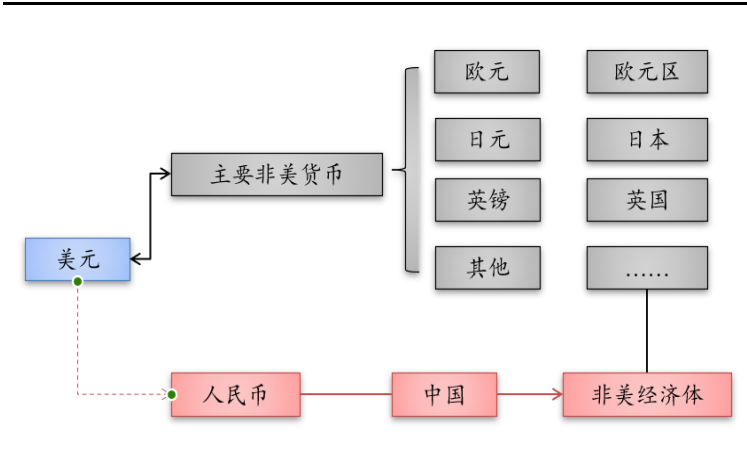 欧元
欧元区
日元
日本
主要非美货币
英镑
英国
美元
其他
……
人民币
中国
非美经济体